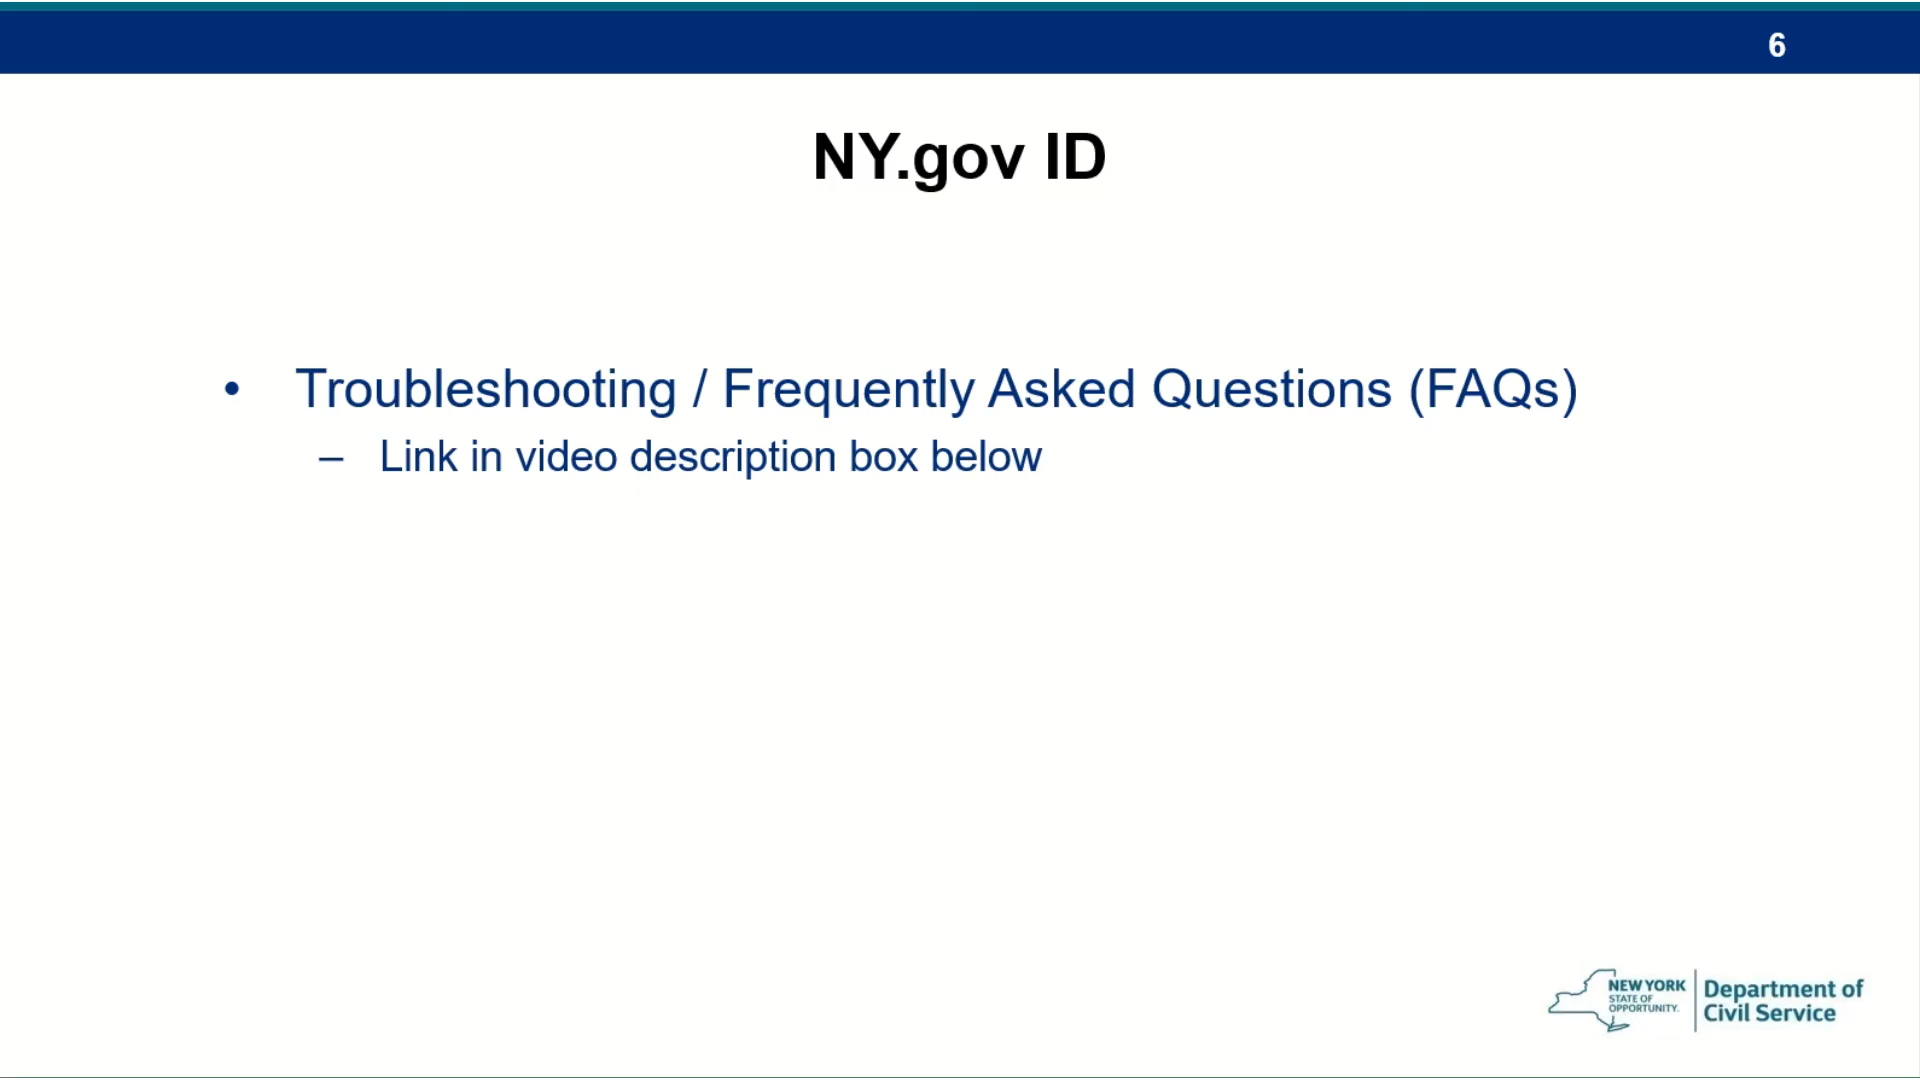 6
NY.gov ID
• Troubleshooting / Frequently Asked Questions (FAQs)
– Link in video description box below
NEW YORK
STATE OF
OPPORTUNITY.
Department of
Civil Service